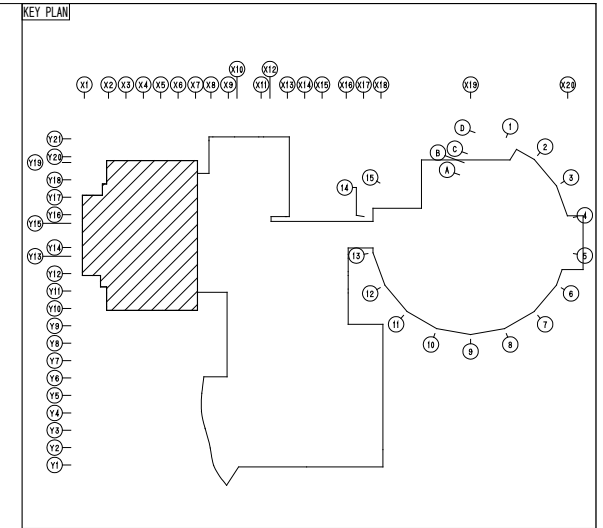 KEY PLAN
X10 X12
X1 X2 X3 X4 X5 X6 X7 X8 X9 X11 X13 X14 X15 X16 X17 X18 X19 X20
D 1
Y21
B C 2
Y20
Y19
A
Y18 15 3
14
Y17
Y16 4
Y15
Y14
Y13 13 5
Y12
Y11 12 6
Y10
Y9 11 7
Y8 10 9 8
Y7
Y6
Y5
Y4
Y3
Y2
Y1